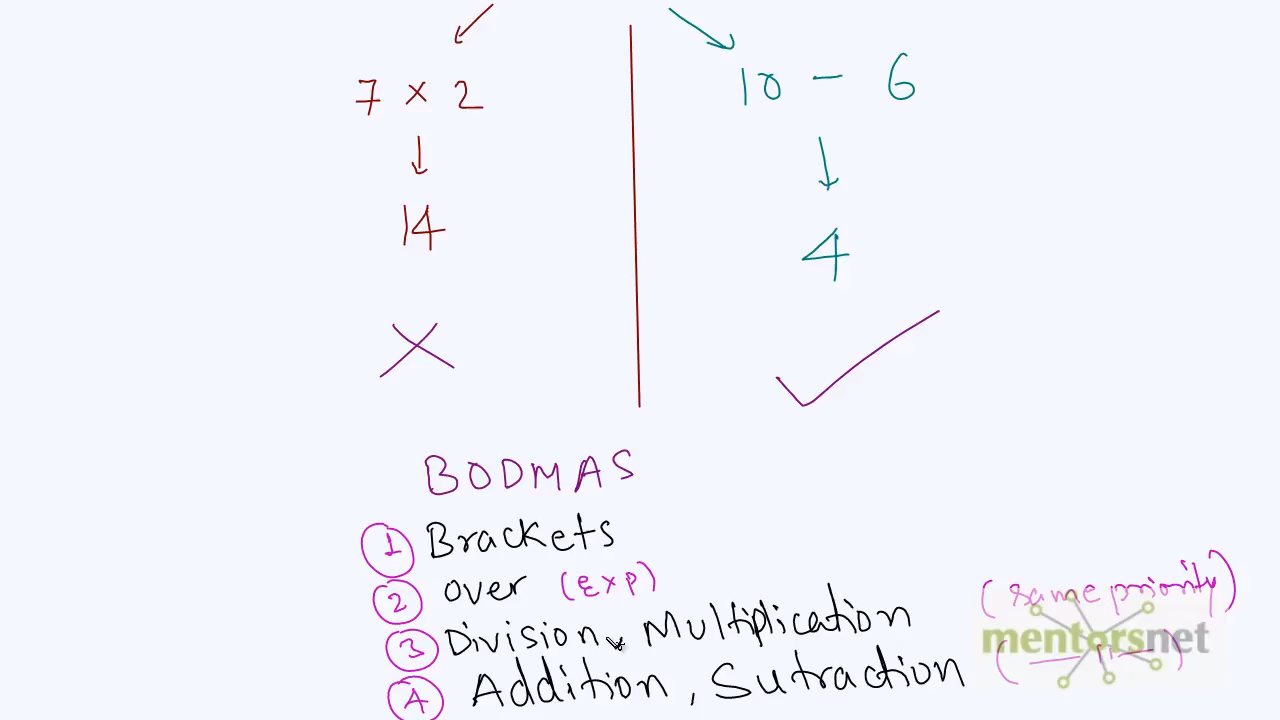 7 × 2
14
10 - 6
4
BODMAS
1 Brackets
2 over (exp)
3 Division, Multiplication (same priority)
4 Addition, Sutraction (—〃—)
mentorsnet